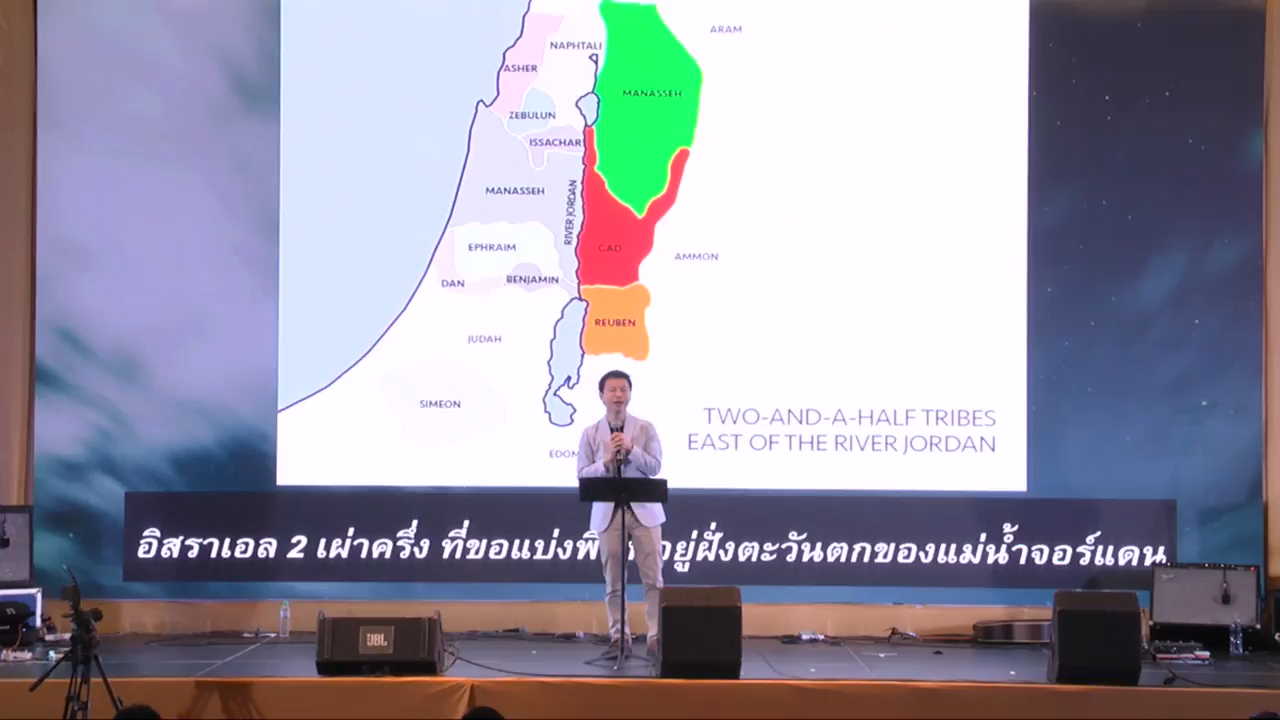 ARAM
NAPHTALI
ASHER
MANASSEH
ZEBULUN
ISSACHAR
MANASSEH
RIVER JORDAN
EPHRAIM
GAD
AMMON
DAN
BENJAMIN
REUBEN
JUDAH
SIMEON
TWO-AND-A-HALF TRIBES
EAST OF THE RIVER JORDAN
EDOM
อิสราเอล 2 เผ่าครึ่ง ที่ขอแบ่ง อยู่ฝั่งตะวันตกของแม่น้ำจอร์แดน
JBL